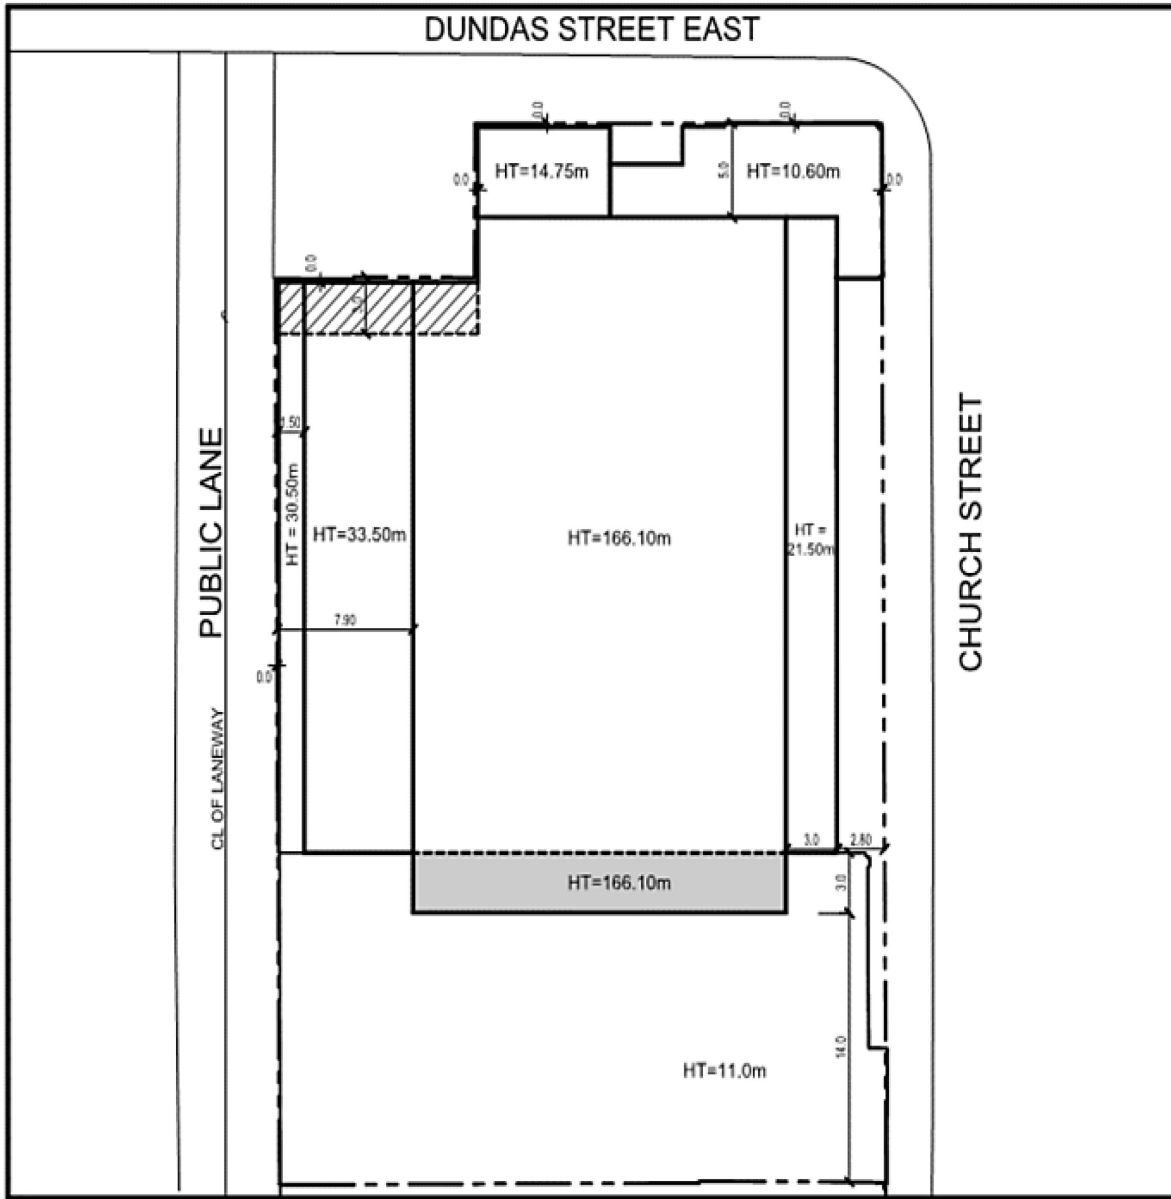 DUNDAS STREET EAST
0.0
0.0
HT=14.75m
5.0
HT=10.60m
0.0
0.0
0.0
1.50
PUBLIC LANE
HT = 30.50m
HT=33.50m
HT=166.10m
HT =
21.50m
CHURCH STREET
7.90
0.0
CL OF LANEWAY
3.0
2.80
HT=166.10m
3.0
14.0
HT=11.0m